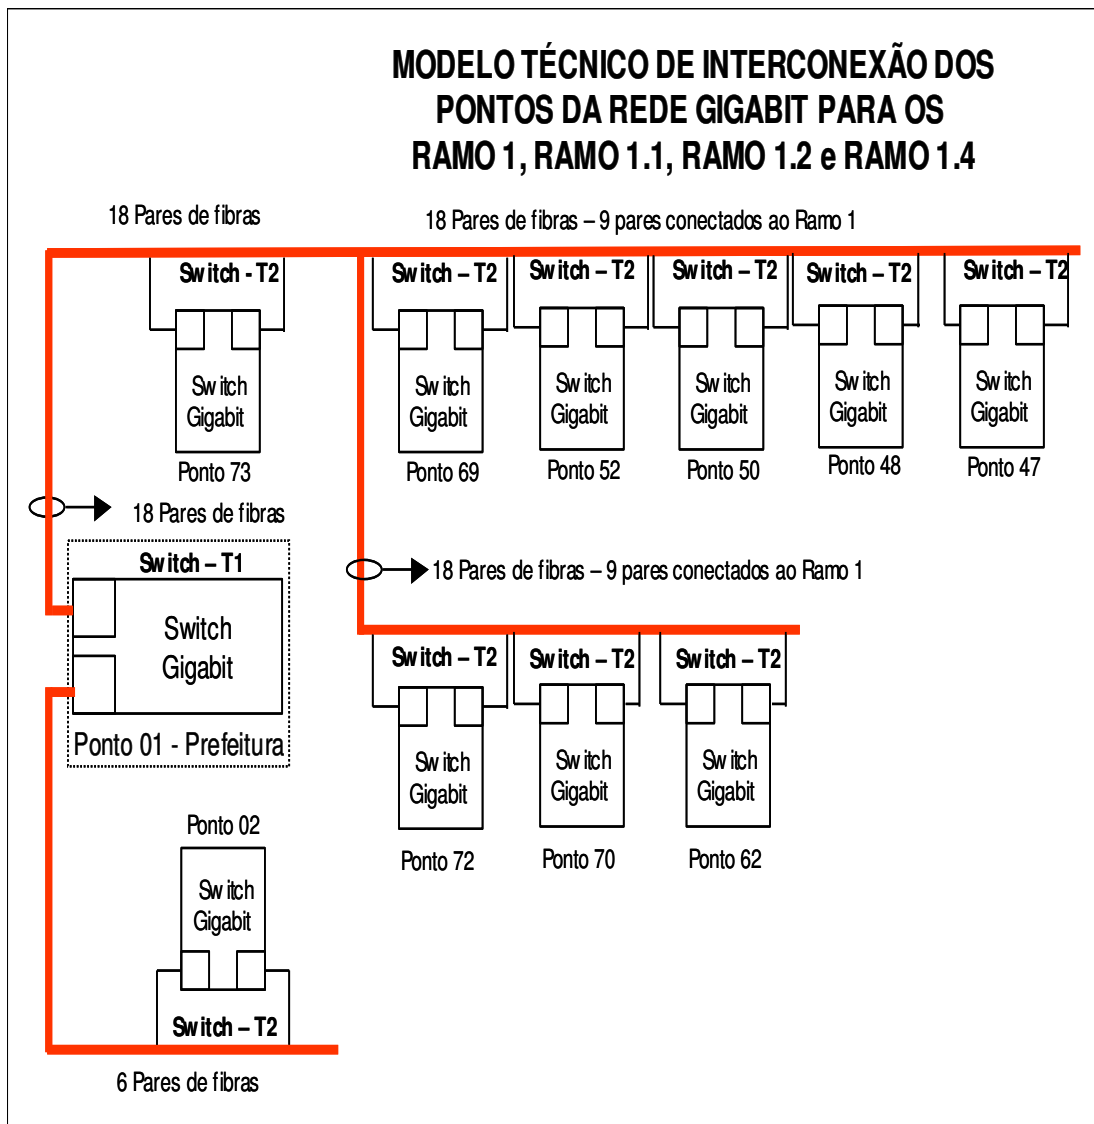 MODELO TÉCNICO DE INTERCONEXÃO DOS
PONTOS DA REDE GIGABIT PARA OS
RAMO 1, RAMO 1.1, RAMO 1.2 e RAMO 1.4
18 Pares de fibras
18 Pares de fibras – 9 pares conectados ao Ramo 1
Switch - T2
Switch – T2
Switch – T2
Switch – T2
Switch – T2
Switch – T2
Switch
Gigabit
Switch
Gigabit
Switch
Gigabit
Switch
Gigabit
Switch
Gigabit
Switch
Gigabit
Ponto 73
Ponto 69
Ponto 52
Ponto 50
Ponto 48
Ponto 47
18 Pares de fibras
Switch – T1
Switch
Gigabit
Ponto 01 - Prefeitura
18 Pares de fibras – 9 pares conectados ao Ramo 1
Switch – T2
Switch – T2
Switch – T2
Switch
Gigabit
Switch
Gigabit
Switch
Gigabit
Ponto 72
Ponto 70
Ponto 62
Ponto 02
Switch
Gigabit
Switch – T2
6 Pares de fibras